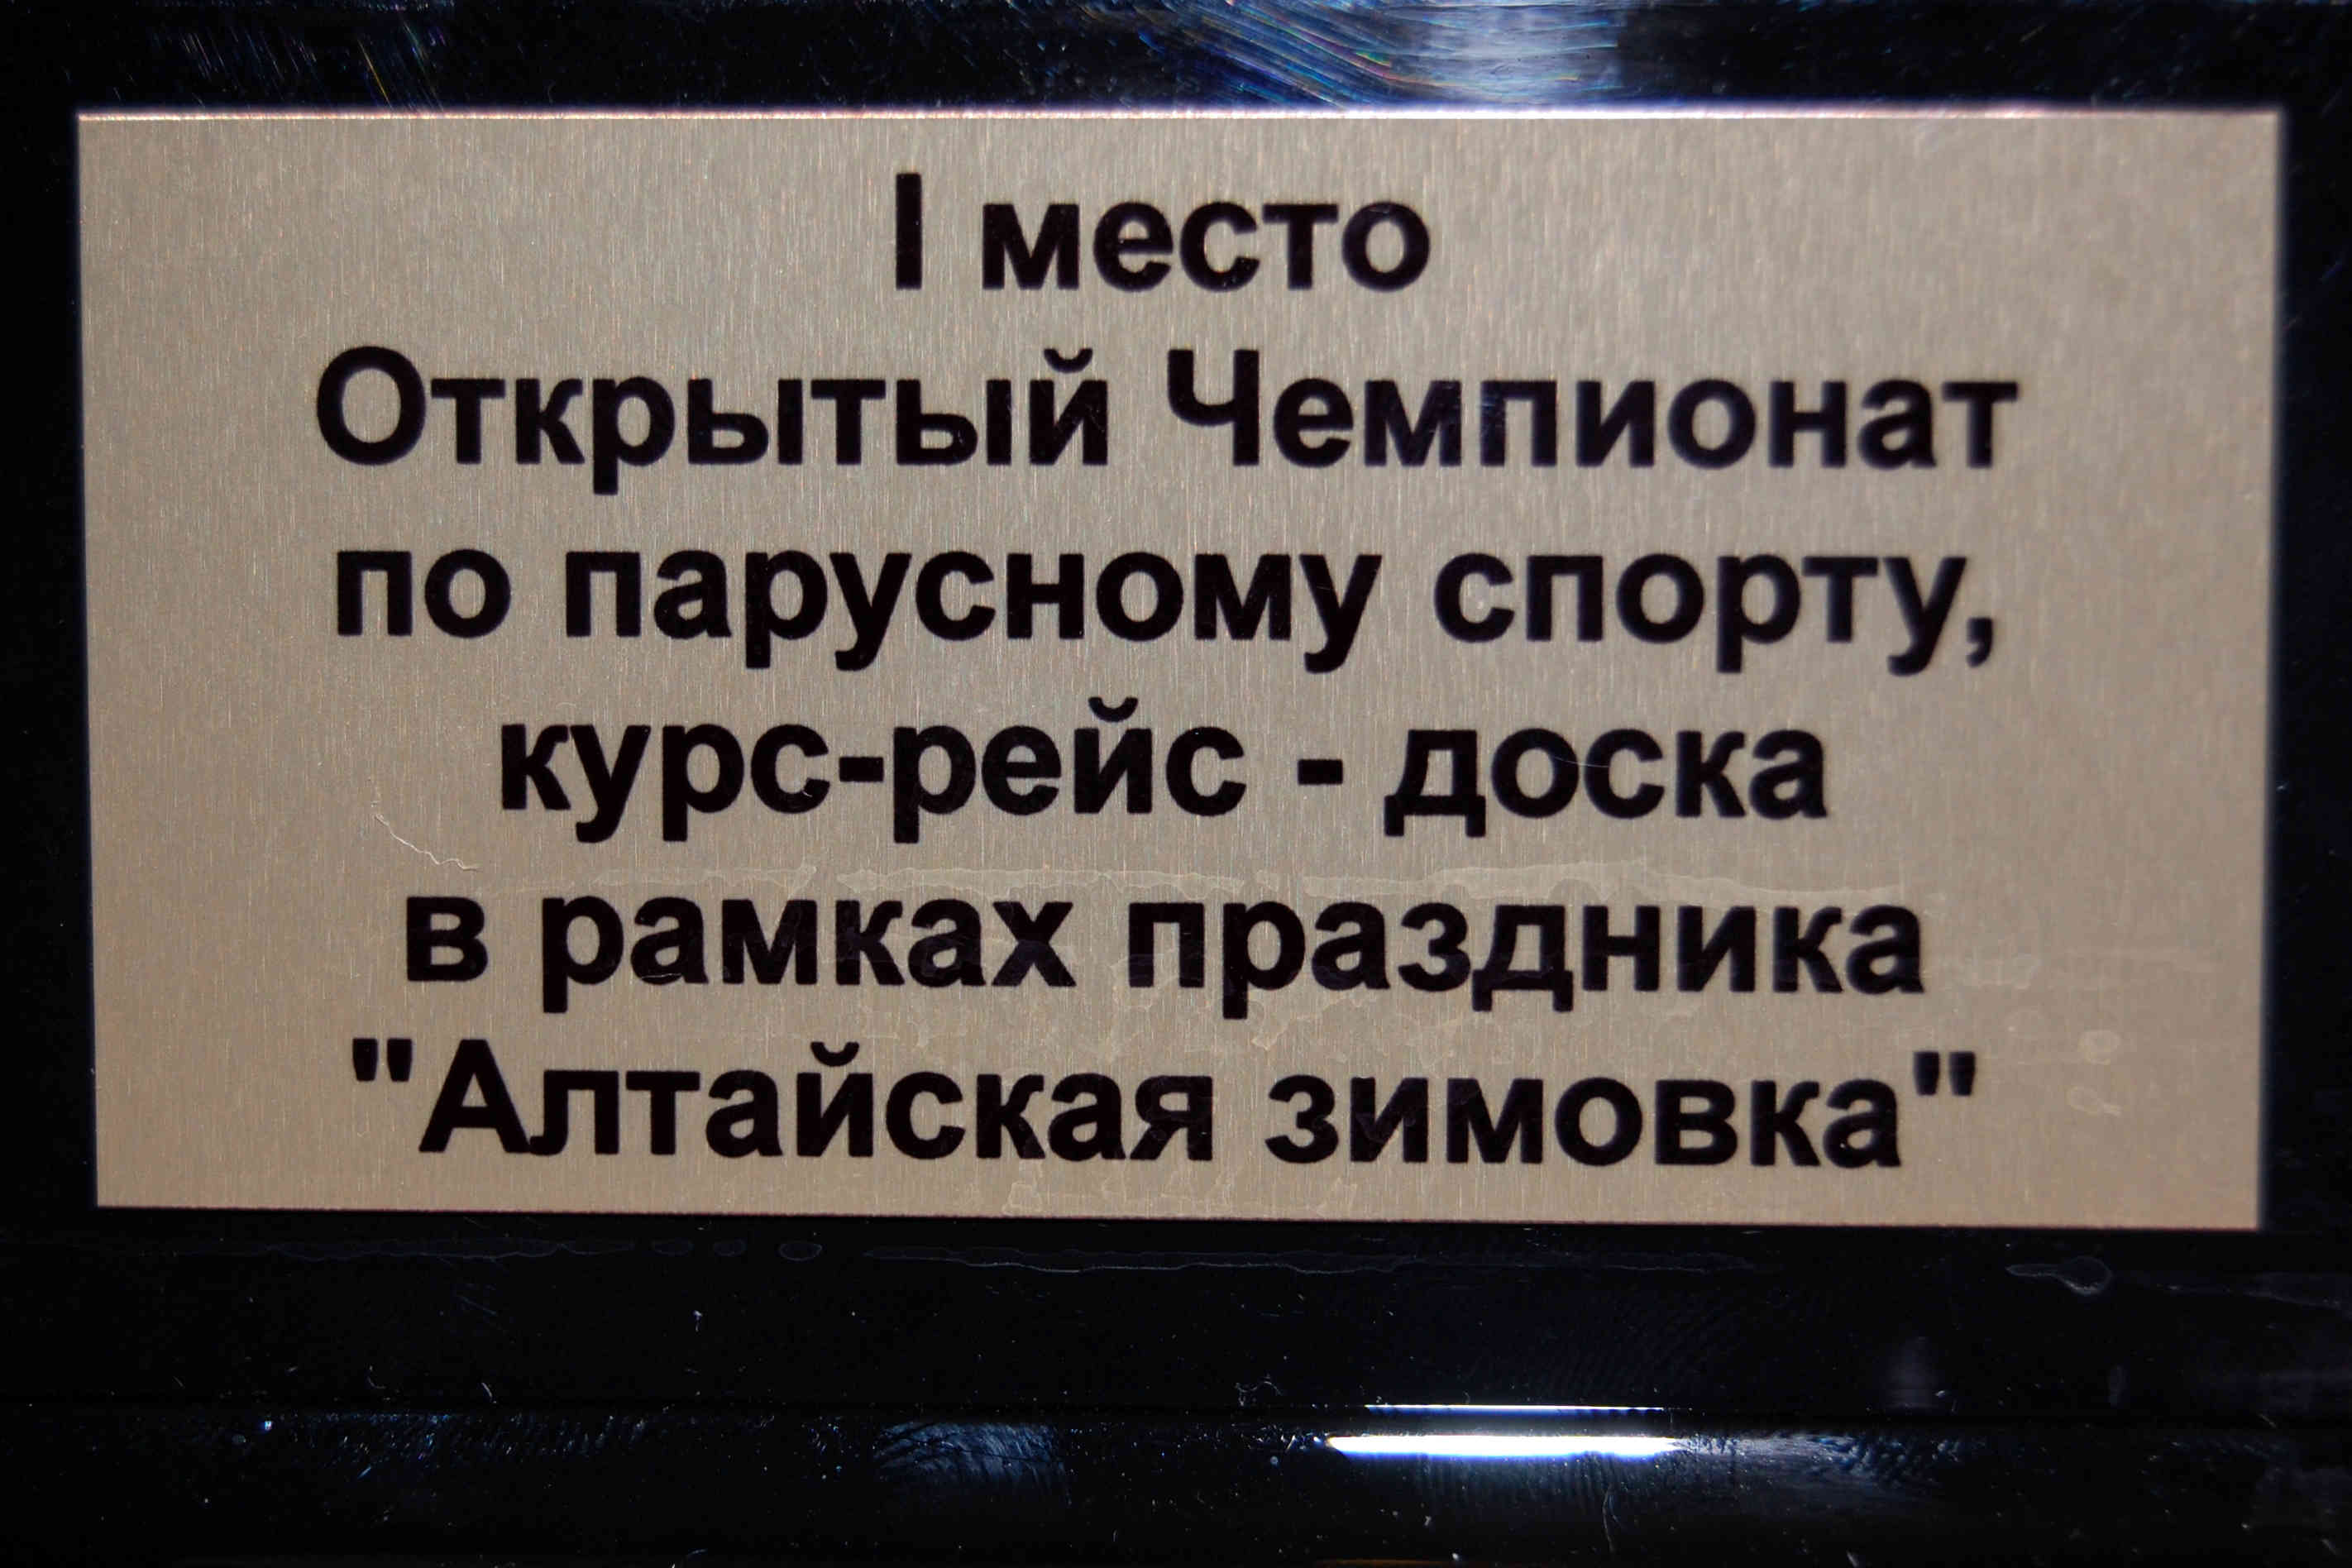 I место
Открытый Чемпионат
по парусному спорту,
курс-рейс - доска
в рамках праздника
"Алтайская зимовка"